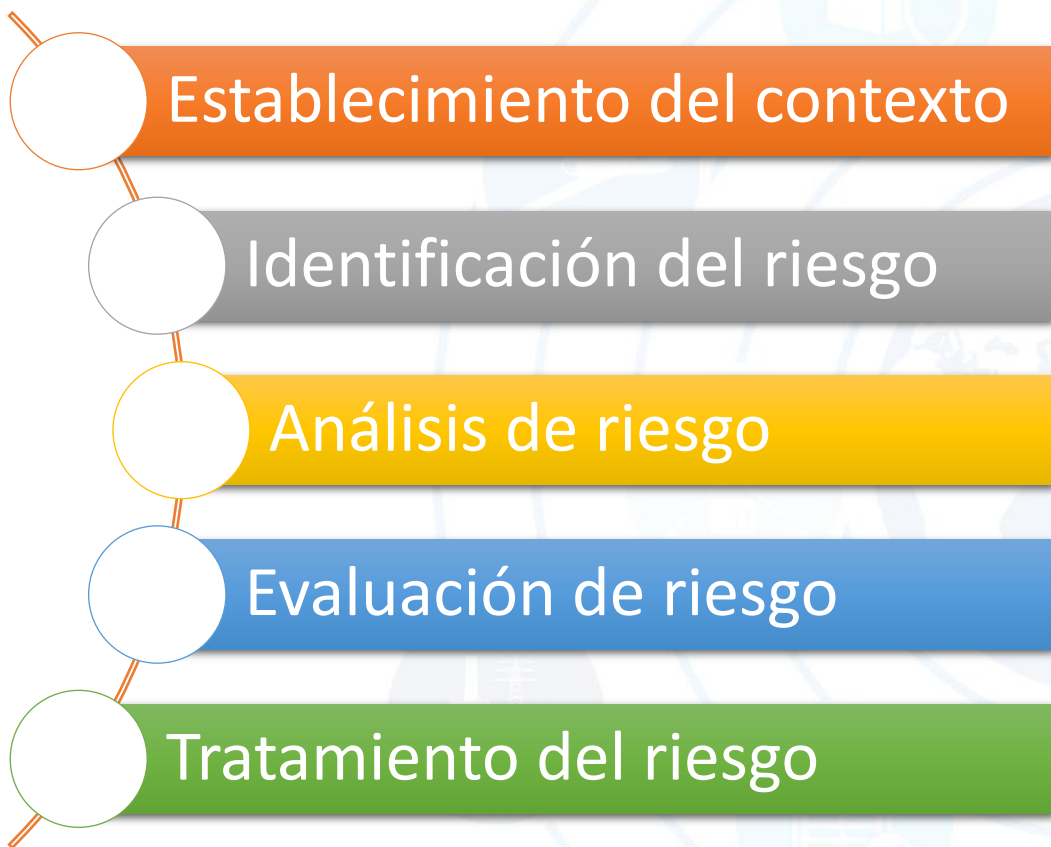 Establecimiento del contexto
Identificación del riesgo
Análisis de riesgo
Evaluación de riesgo
Tratamiento del riesgo